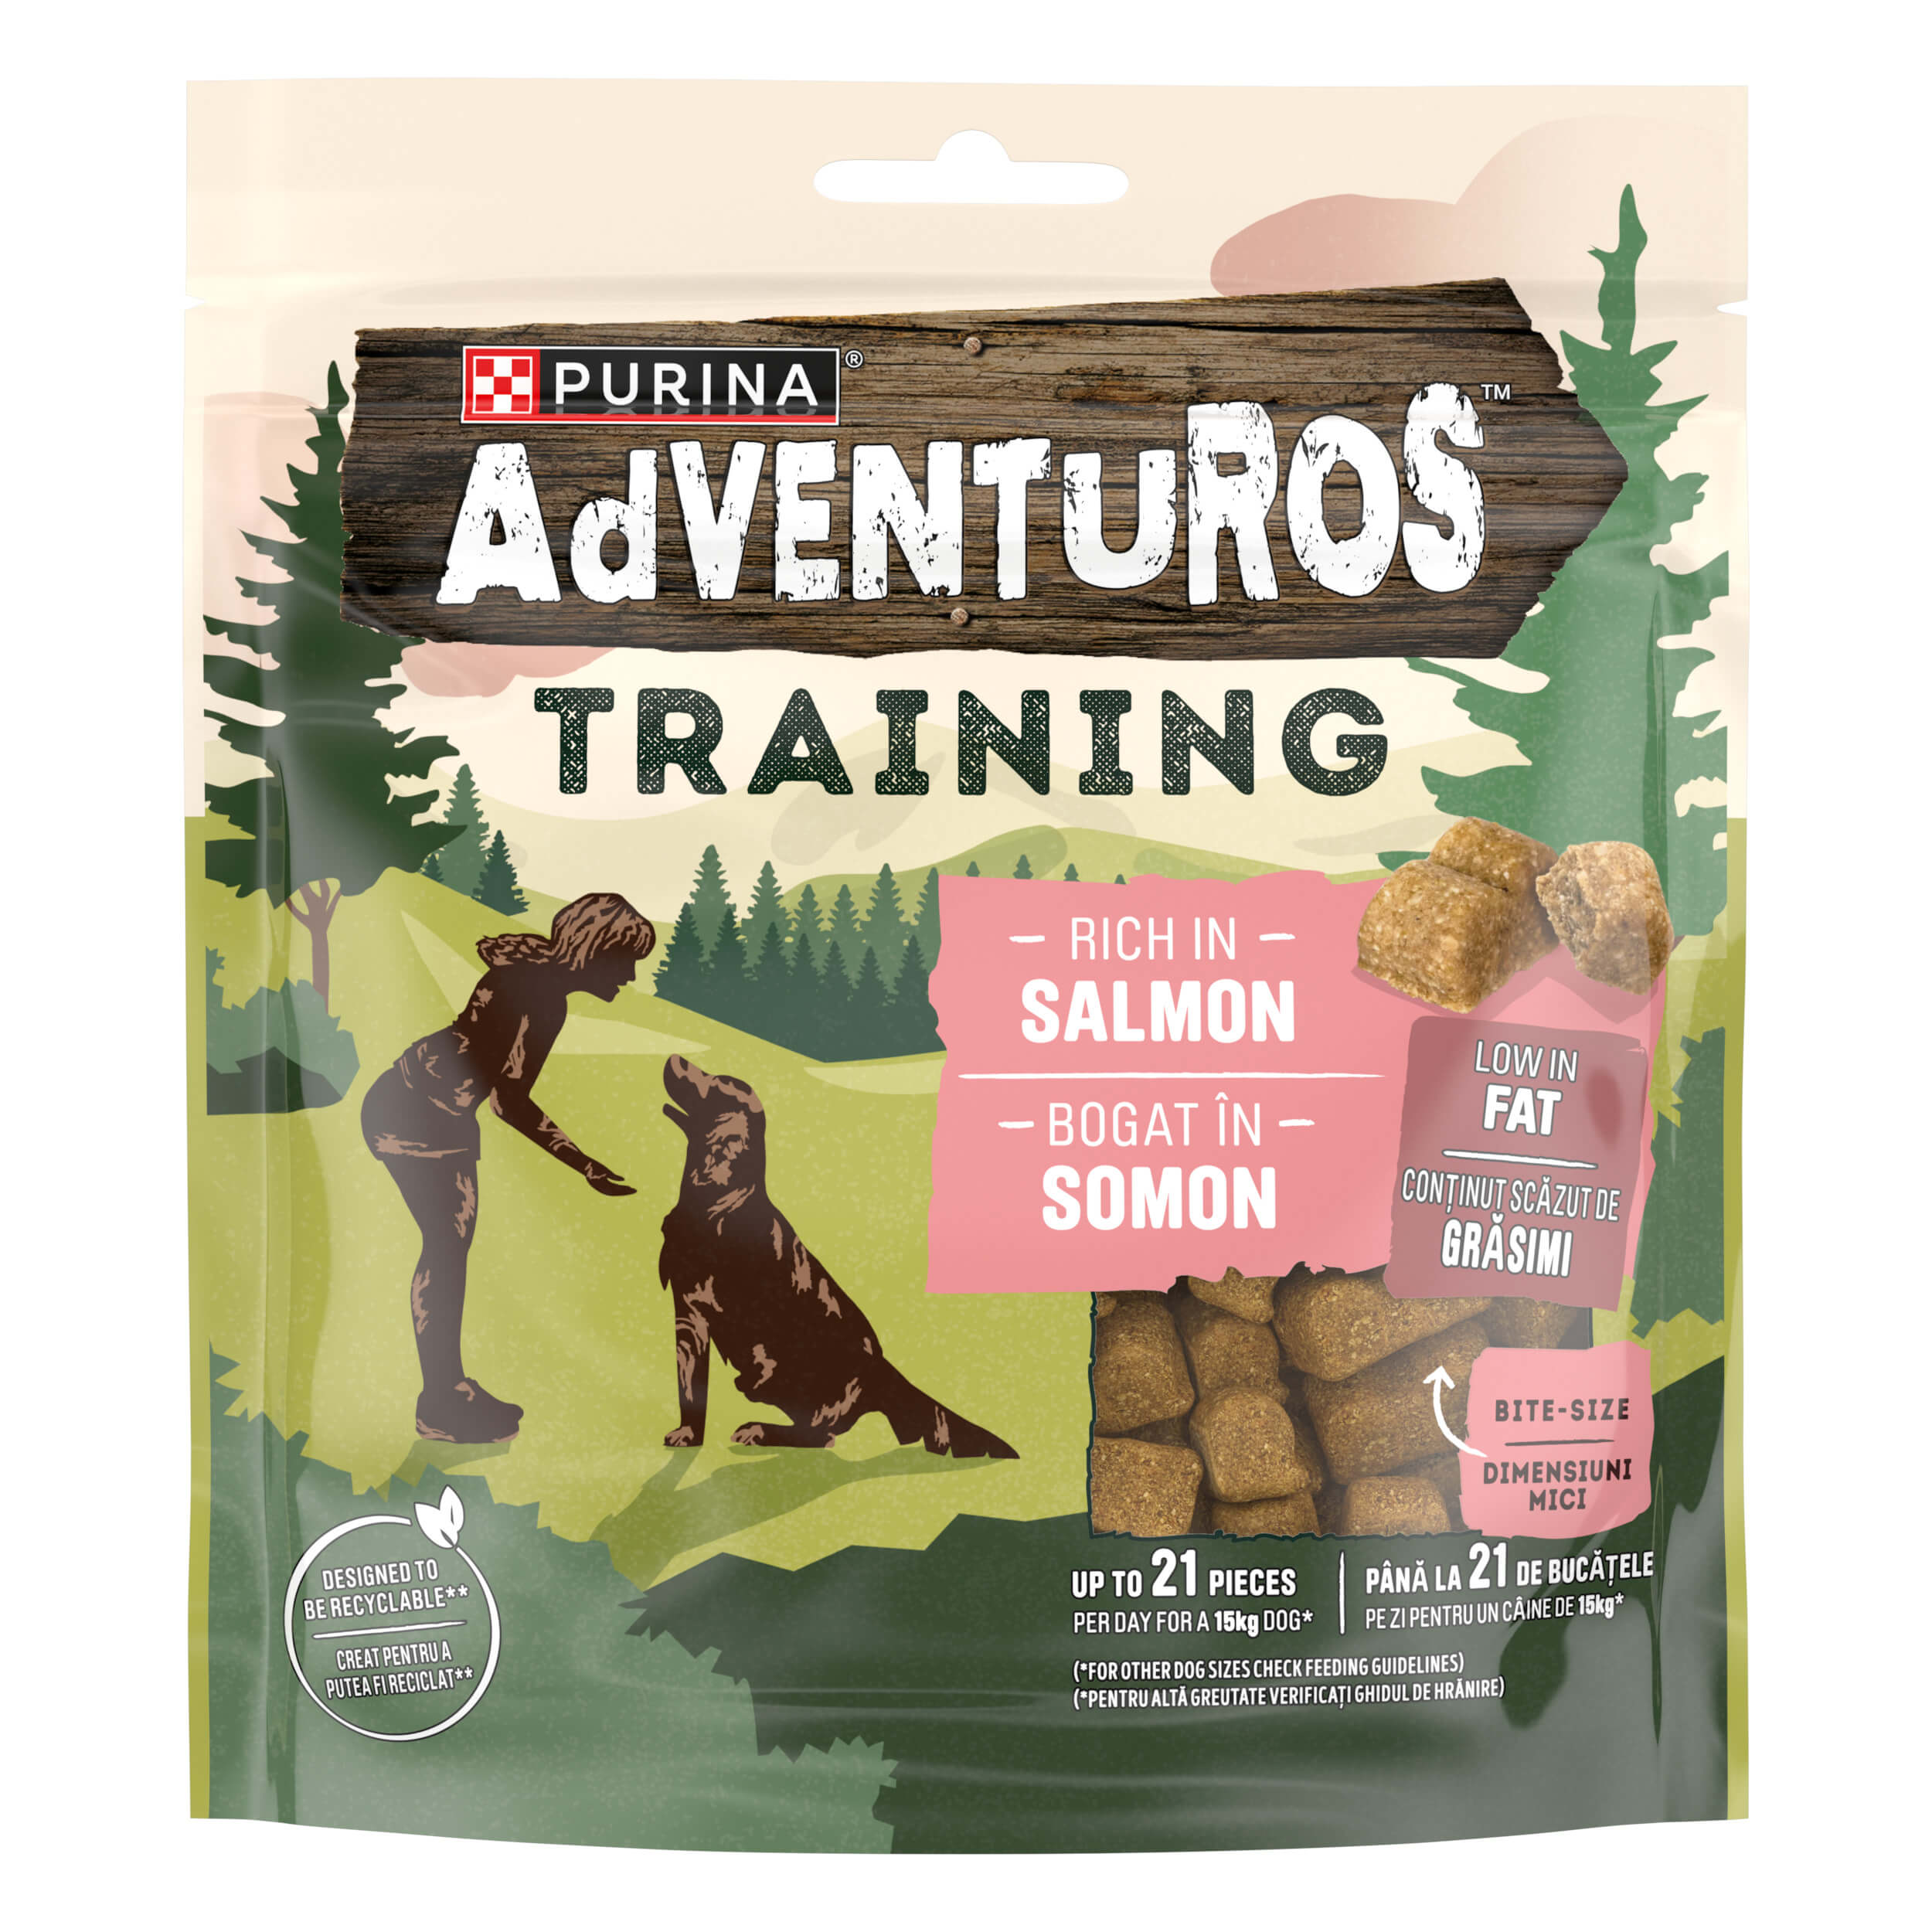 PURINA®
AdVENTUROS™
TRAINING
RICH IN
SALMON
BOGAT ÎN
SOMON
LOW IN
FAT
CONȚINUT SCĂZUT DE
GRĂSIMI
BITE-SIZE
DIMENSIUNI
MICI
DESIGNED TO
BE RECYCLABLE**
CREAT PENTRU A
PUTEA FI RECICLAT**
UP TO 21 PIECES
PER DAY FOR A 15kg DOG*
PÂNĂ LA 21 DE BUCĂȚELE
PE ZI PENTRU UN CÂINE DE 15kg*
(*FOR OTHER DOG SIZES CHECK FEEDING GUIDELINES)
(*PENTRU ALTĂ GREUTATE VERIFICAȚI GHIDUL DE HRĂNIRE)